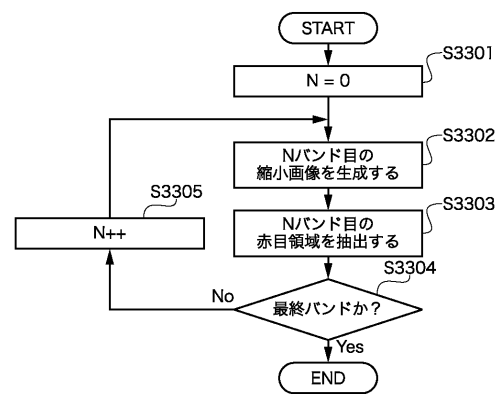 START
S3301
N = 0
S3302
Nバンド目の
縮小画像を生成する
S3303
Nバンド目の
赤目領域を抽出する
S3305
N++
S3304
最終バンドか?
No
Yes
END